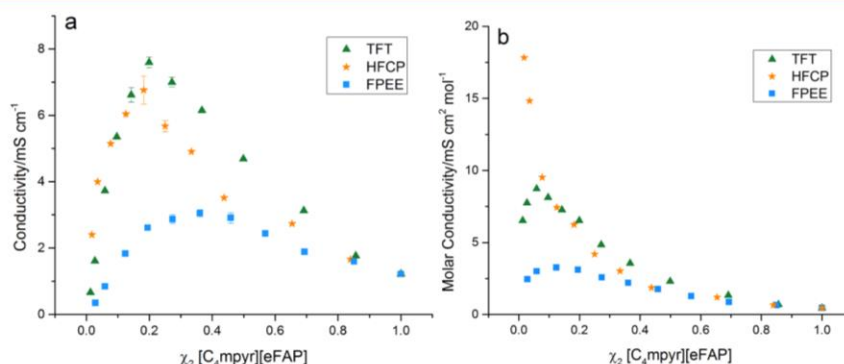 a
TFT
HFCP
FPEE
Conductivity/mS cm⁻¹
8
6
4
2
0
0.0 0.2 0.4 0.6 0.8 1.0
χ₂ [C₄mpyr][eFAP]
b
TFT
HFCP
FPEE
Molar Conductivity/mS cm² mol⁻¹
20
15
10
5
0
0.0 0.2 0.4 0.6 0.8 1.0
χ₂ [C₄mpyr][eFAP]